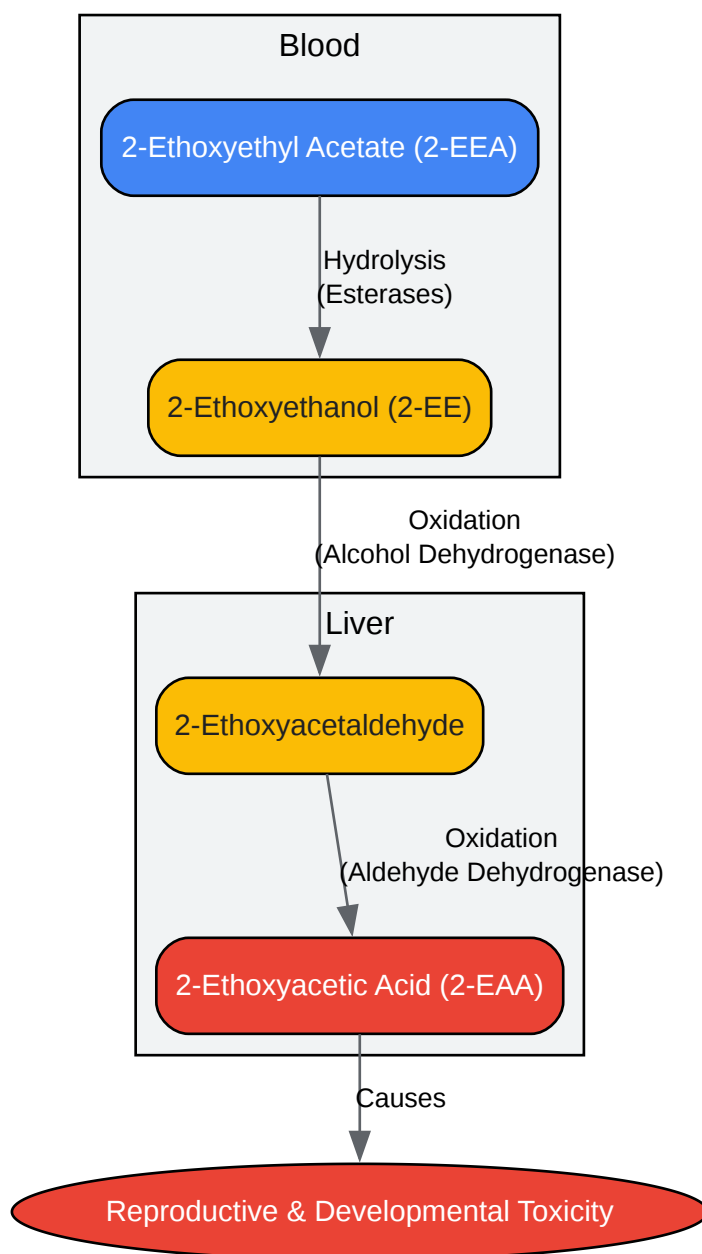 Blood
2-Ethoxyethyl Acetate (2-EEA)
Hydrolysis
(Esterases)
2-Ethoxyethanol (2-EE)
Oxidation
(Alcohol Dehydrogenase)
Liver
2-Ethoxyacetaldehyde
Oxidation
(Aldehyde Dehydrogenase)
2-Ethoxyacetic Acid (2-EAA)
Causes
Reproductive & Developmental Toxicity